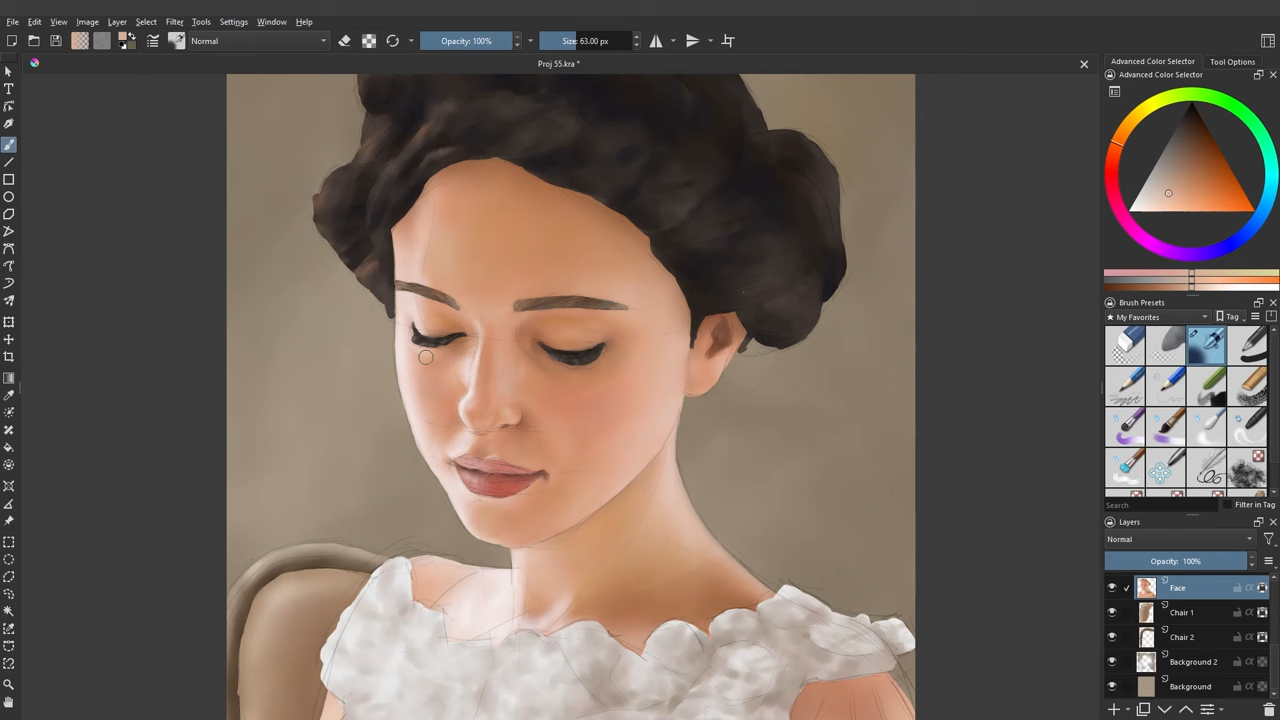 File Edit View Image Layer Select Filter Tools Settings Window Help
Normal Opacity: 100% Size: 63.00 px
Proj 55.kra *
Advanced Color Selector Tool Options
Advanced Color Selector
Brush Presets
My Favorites Tag
Search Filter in Tag
Layers
Normal
Opacity: 100%
Face
Chair 1
Chair 2
Background 2
Background